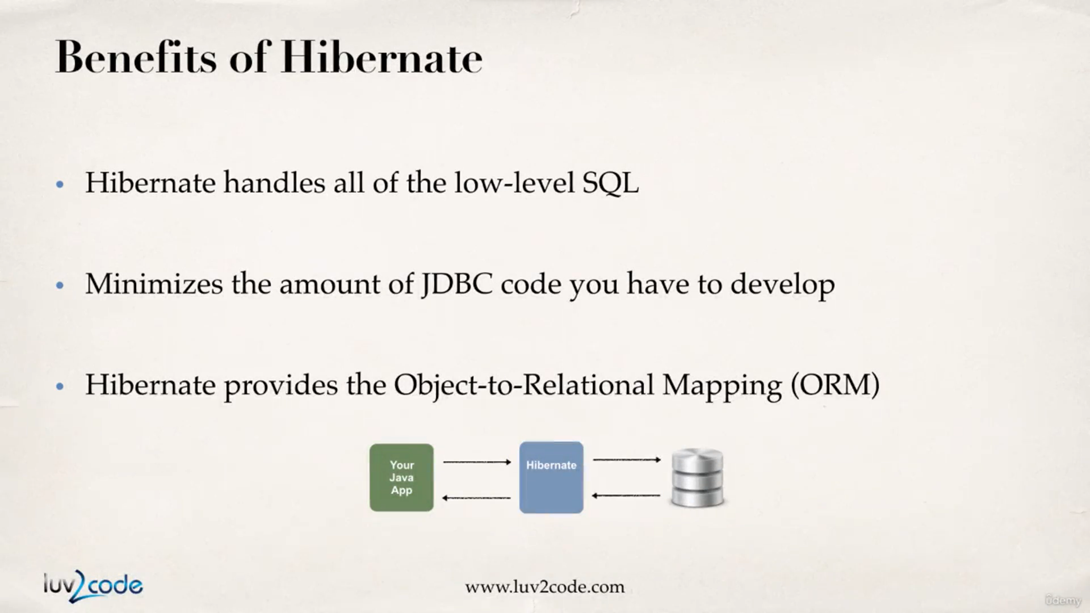 Benefits of Hibernate
• Hibernate handles all of the low-level SQL
• Minimizes the amount of JDBC code you have to develop
• Hibernate provides the Object-to-Relational Mapping (ORM)
Your
Java
App
Hibernate
luv2code
www.luv2code.com
udemy